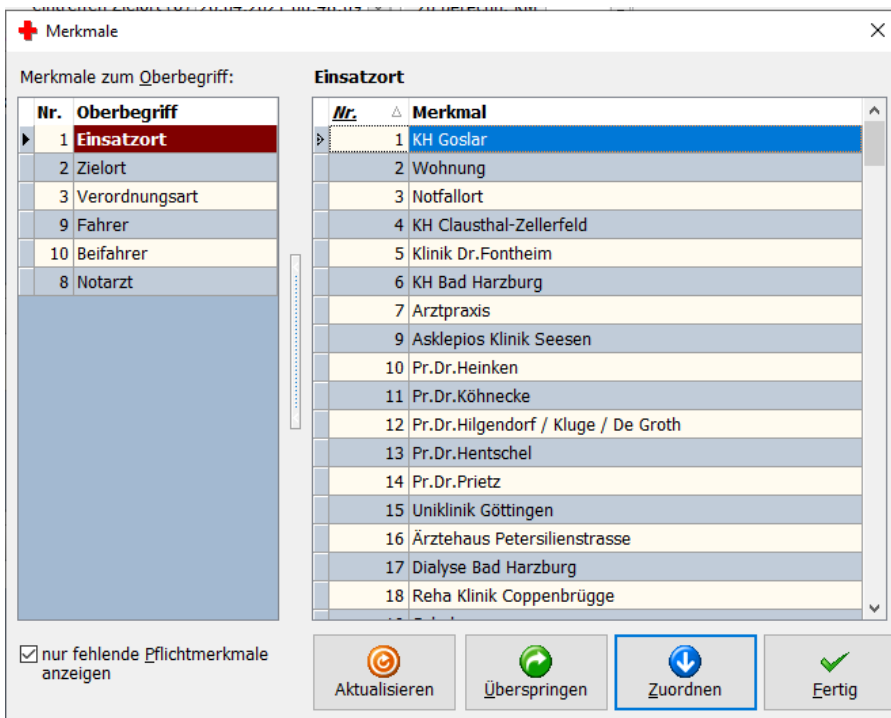 Merkmale
Merkmale zum Oberbegriff:
Nr. Oberbegriff
1 Einsatzort
2 Zielort
3 Verordnungsart
9 Fahrer
10 Beifahrer
8 Notarzt
nur fehlende Pflichtmerkmale
anzeigen
Einsatzort
Nr. Merkmal
1 KH Goslar
2 Wohnung
3 Notfallort
4 KH Clausthal-Zellerfeld
5 Klinik Dr.Fontheim
6 KH Bad Harzburg
7 Arztpraxis
9 Asklepios Klinik Seesen
10 Pr.Dr.Heinken
11 Pr.Dr.Köhnecke
12 Pr.Dr.Hilgendorf / Kluge / De Groth
13 Pr.Dr.Hentschel
14 Pr.Dr.Prietz
15 Uniklinik Göttingen
16 Ärztehaus Petersilienstrasse
17 Dialyse Bad Harzburg
18 Reha Klinik Coppenbrügge
Aktualisieren
Überspringen
Zuordnen
Fertig